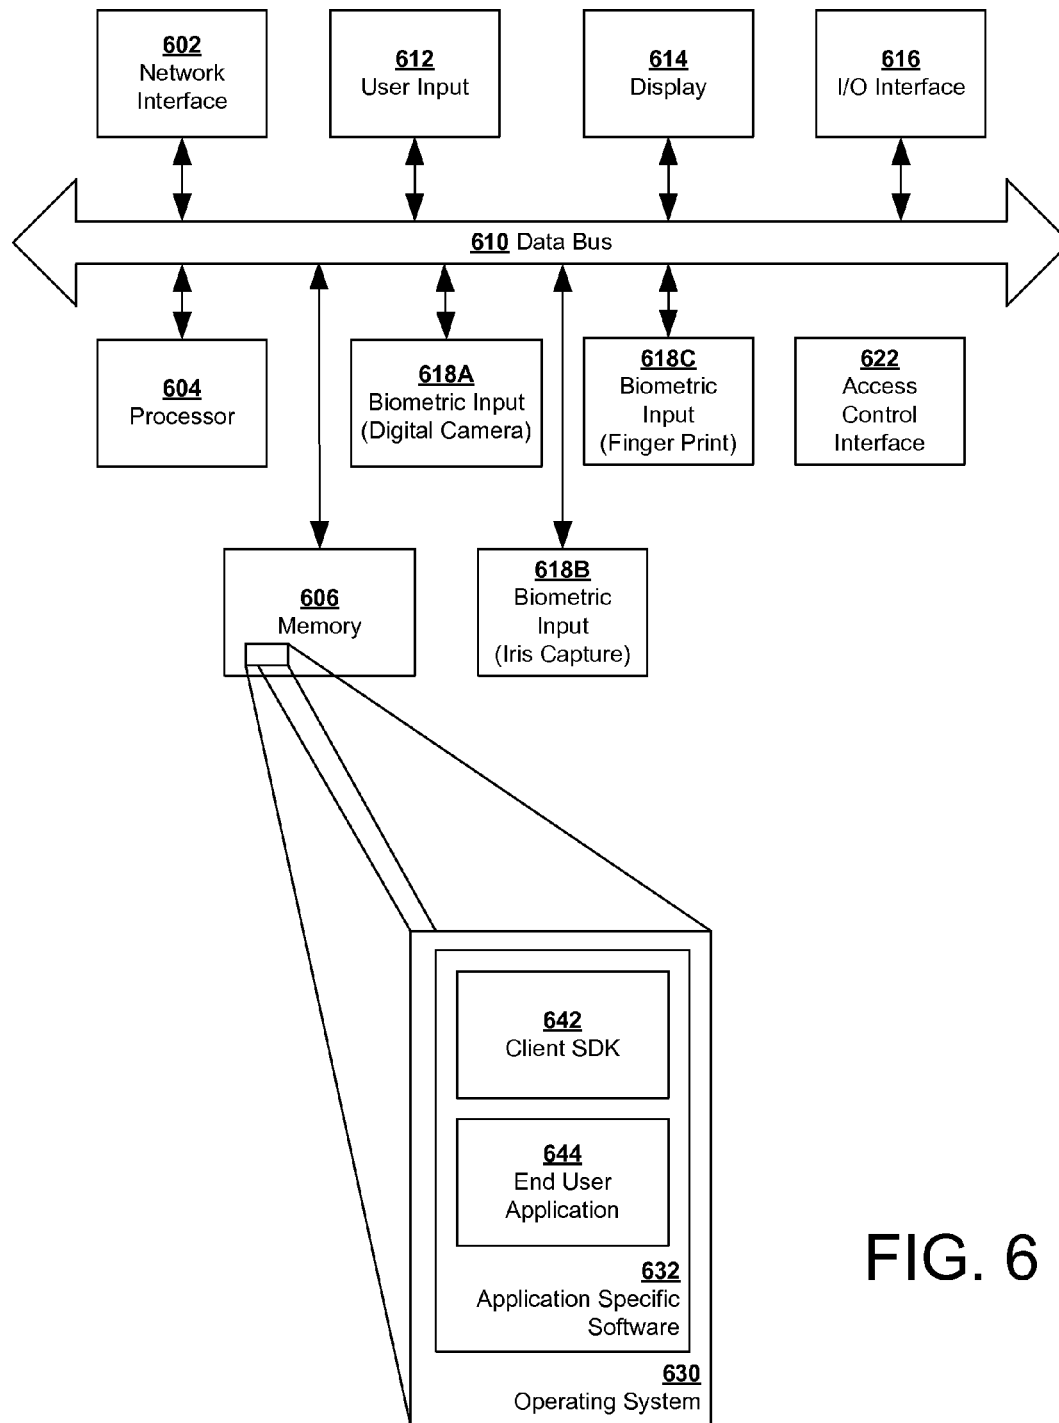 602
Network
Interface
612
User Input
614
Display
616
I/O Interface
610 Data Bus
604
Processor
618A
Biometric Input
(Digital Camera)
618C
Biometric
Input
(Finger Print)
622
Access
Control
Interface
606
Memory
618B
Biometric
Input
(Iris Capture)
642
Client SDK
644
End User
Application
632
Application Specific
Software
630
Operating System
FIG. 6